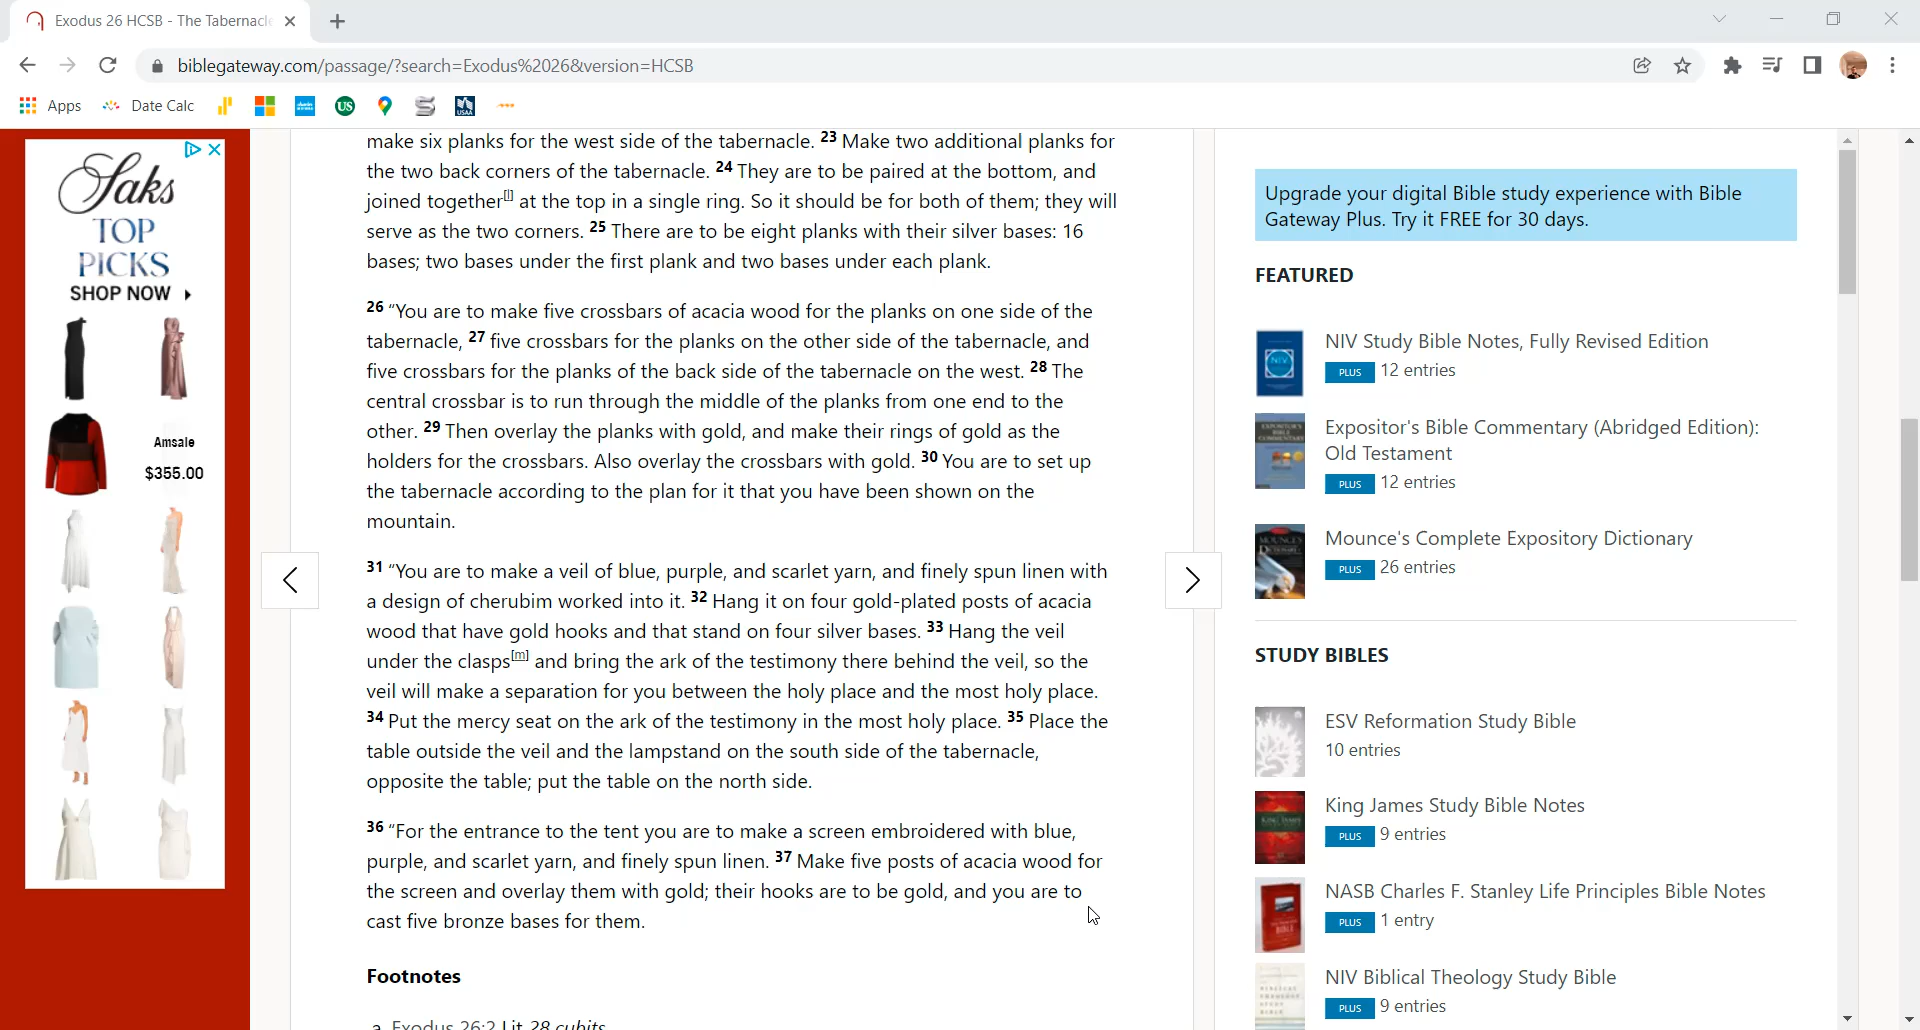 Exodus 26 HCSB - The Tabernacle
biblegateway.com/passage/?search=Exodus%2026&version=HCSB
Apps
Date Calc
US
USAA
Saks
TOP
PICKS
SHOP NOW
Amsale
$355.00
make six planks for the west side of the tabernacle. 23 Make two additional planks for
the two back corners of the tabernacle. 24 They are to be paired at the bottom, and
joined together[l] at the top in a single ring. So it should be for both of them; they will
serve as the two corners. 25 There are to be eight planks with their silver bases: 16
bases; two bases under the first plank and two bases under each plank.
26 “You are to make five crossbars of acacia wood for the planks on one side of the
tabernacle, 27 five crossbars for the planks on the other side of the tabernacle, and
five crossbars for the planks of the back side of the tabernacle on the west. 28 The
central crossbar is to run through the middle of the planks from one end to the
other. 29 Then overlay the planks with gold, and make their rings of gold as the
holders for the crossbars. Also overlay the crossbars with gold. 30 You are to set up
the tabernacle according to the plan for it that you have been shown on the
mountain.
31 “You are to make a veil of blue, purple, and scarlet yarn, and finely spun linen with
a design of cherubim worked into it. 32 Hang it on four gold-plated posts of acacia
wood that have gold hooks and that stand on four silver bases. 33 Hang the veil
under the clasps[m] and bring the ark of the testimony there behind the veil, so the
veil will make a separation for you between the holy place and the most holy place.
34 Put the mercy seat on the ark of the testimony in the most holy place. 35 Place the
table outside the veil and the lampstand on the south side of the tabernacle,
opposite the table; put the table on the north side.
36 “For the entrance to the tent you are to make a screen embroidered with blue,
purple, and scarlet yarn, and finely spun linen. 37 Make five posts of acacia wood for
the screen and overlay them with gold; their hooks are to be gold, and you are to
cast five bronze bases for them.
Footnotes
a. Exodus 26:2 Lit 28 cubits
Upgrade your digital Bible study experience with Bible
Gateway Plus. Try it FREE for 30 days.
FEATURED
NIV
NIV Study Bible Notes, Fully Revised Edition
PLUS 12 entries
EXPOSITOR'S
BIBLE
COMMENTARY
Expositor's Bible Commentary (Abridged Edition):
Old Testament
PLUS 12 entries
MOUNCE'S
DICTIONARY
Mounce's Complete Expository Dictionary
PLUS 26 entries
STUDY BIBLES
ESV Reformation Study Bible
10 entries
KING JAMES
King James Study Bible Notes
PLUS 9 entries
BIBLE
NASB Charles F. Stanley Life Principles Bible Notes
PLUS 1 entry
BIBLICAL
THEOLOGY
STUDY
BIBLE
NIV Biblical Theology Study Bible
PLUS 9 entries